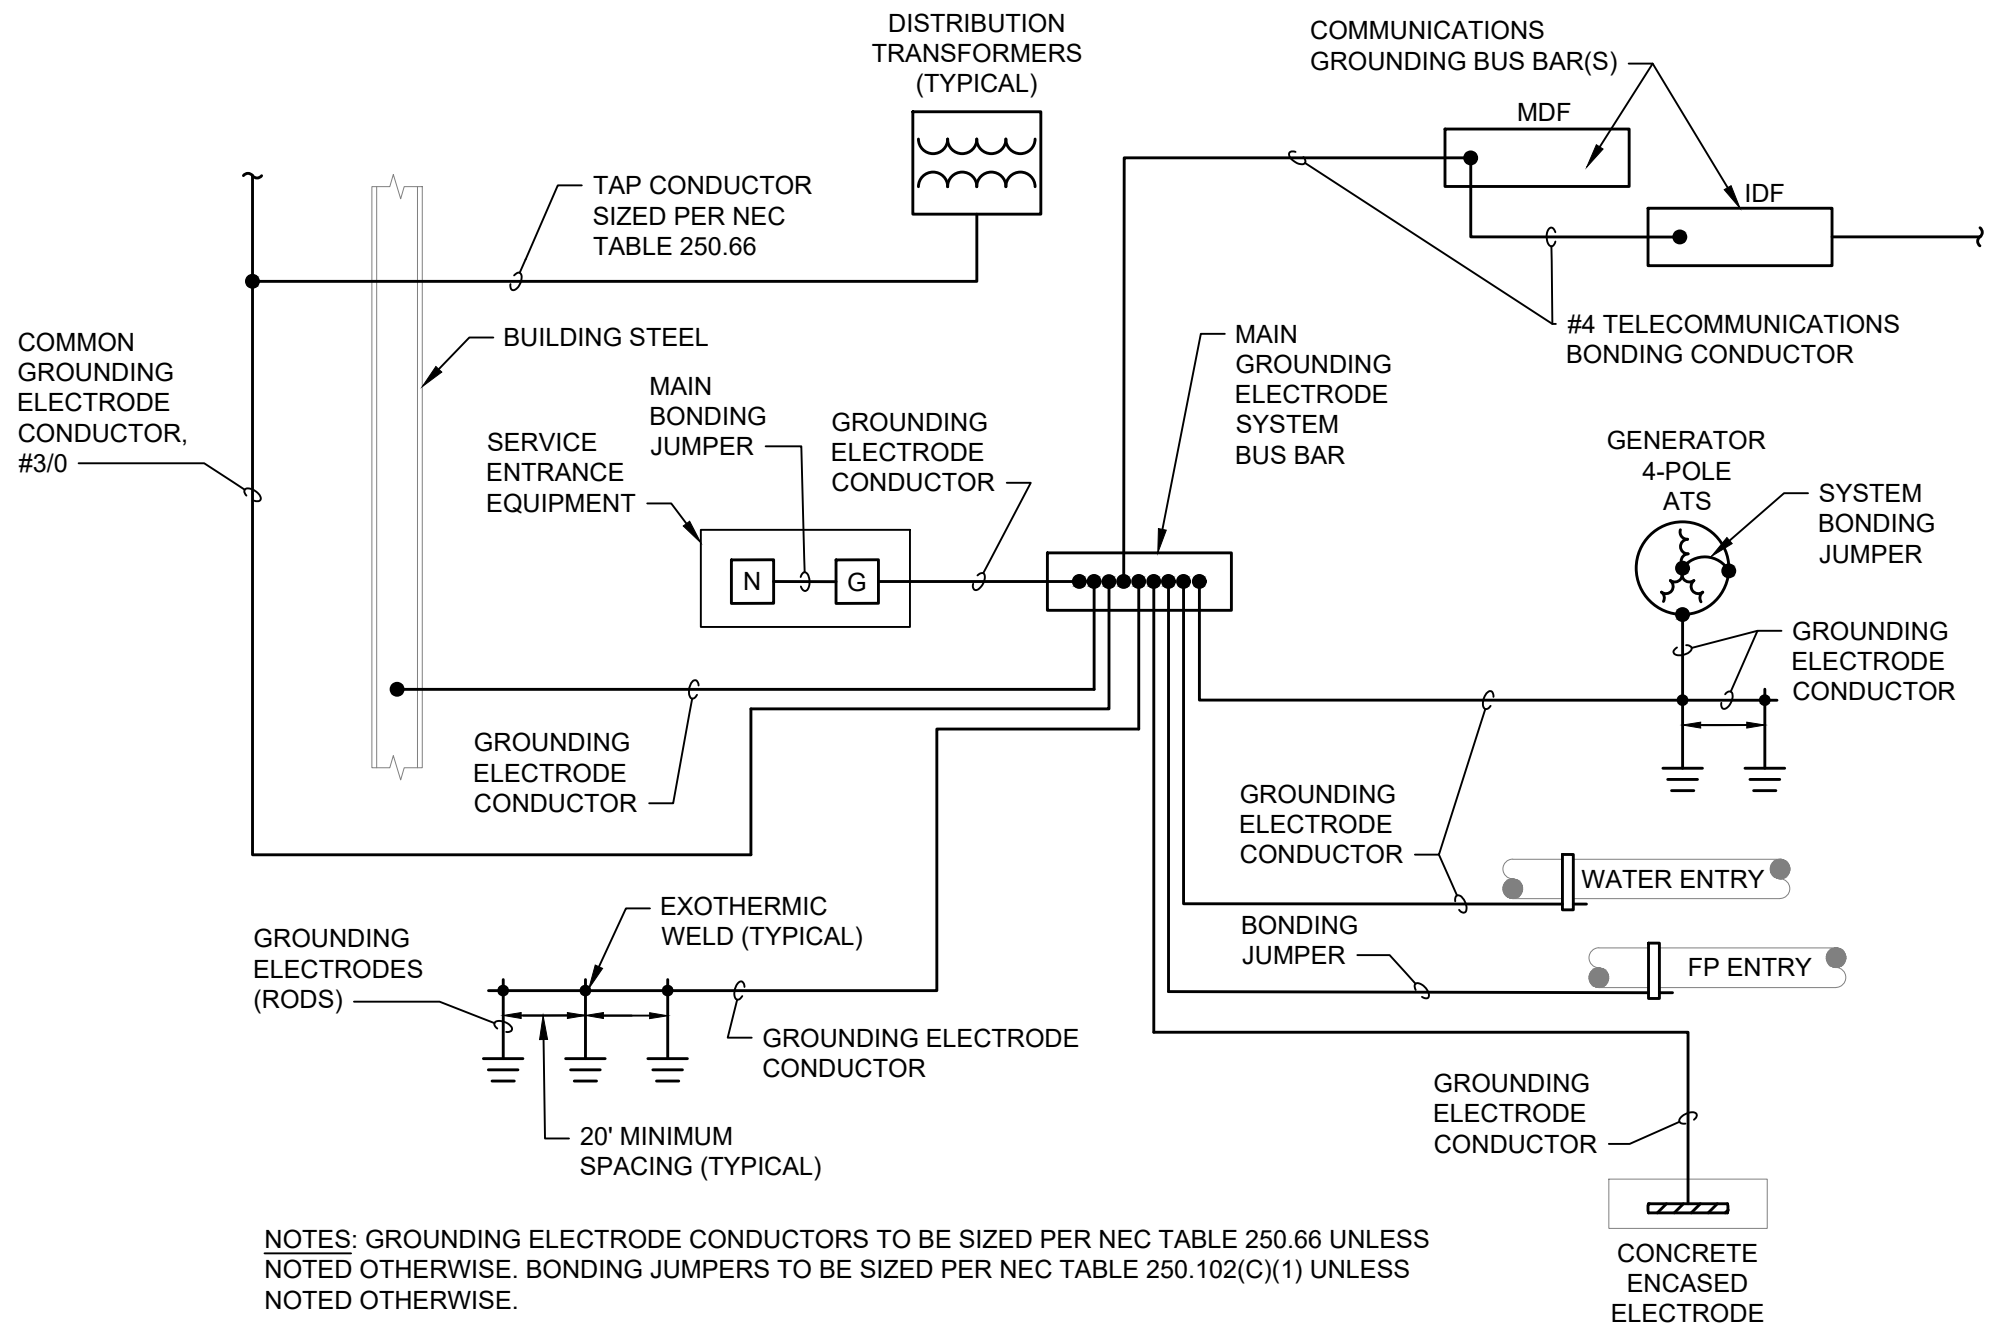 DISTRIBUTION
TRANSFORMERS
(TYPICAL)
COMMUNICATIONS
GROUNDING BUS BAR(S)
MDF
IDF
TAP CONDUCTOR
SIZED PER NEC
TABLE 250.66
BUILDING STEEL
COMMON
GROUNDING
ELECTRODE
CONDUCTOR,
#3/0
#4 TELECOMMUNICATIONS
BONDING CONDUCTOR
MAIN
GROUNDING
ELECTRODE
SYSTEM
BUS BAR
MAIN
BONDING
JUMPER
GROUNDING
ELECTRODE
CONDUCTOR
SERVICE
ENTRANCE
EQUIPMENT
N
G
GENERATOR
4-POLE
ATS
SYSTEM
BONDING
JUMPER
GROUNDING
ELECTRODE
CONDUCTOR
GROUNDING
ELECTRODE
CONDUCTOR
GROUNDING
ELECTRODE
CONDUCTOR
WATER ENTRY
BONDING
JUMPER
FP ENTRY
EXOTHERMIC
WELD (TYPICAL)
GROUNDING
ELECTRODES
(RODS)
GROUNDING ELECTRODE
CONDUCTOR
20' MINIMUM
SPACING (TYPICAL)
GROUNDING
ELECTRODE
CONDUCTOR
CONCRETE
ENCASED
ELECTRODE
NOTES: GROUNDING ELECTRODE CONDUCTORS TO BE SIZED PER NEC TABLE 250.66 UNLESS
NOTED OTHERWISE. BONDING JUMPERS TO BE SIZED PER NEC TABLE 250.102(C)(1) UNLESS
NOTED OTHERWISE.